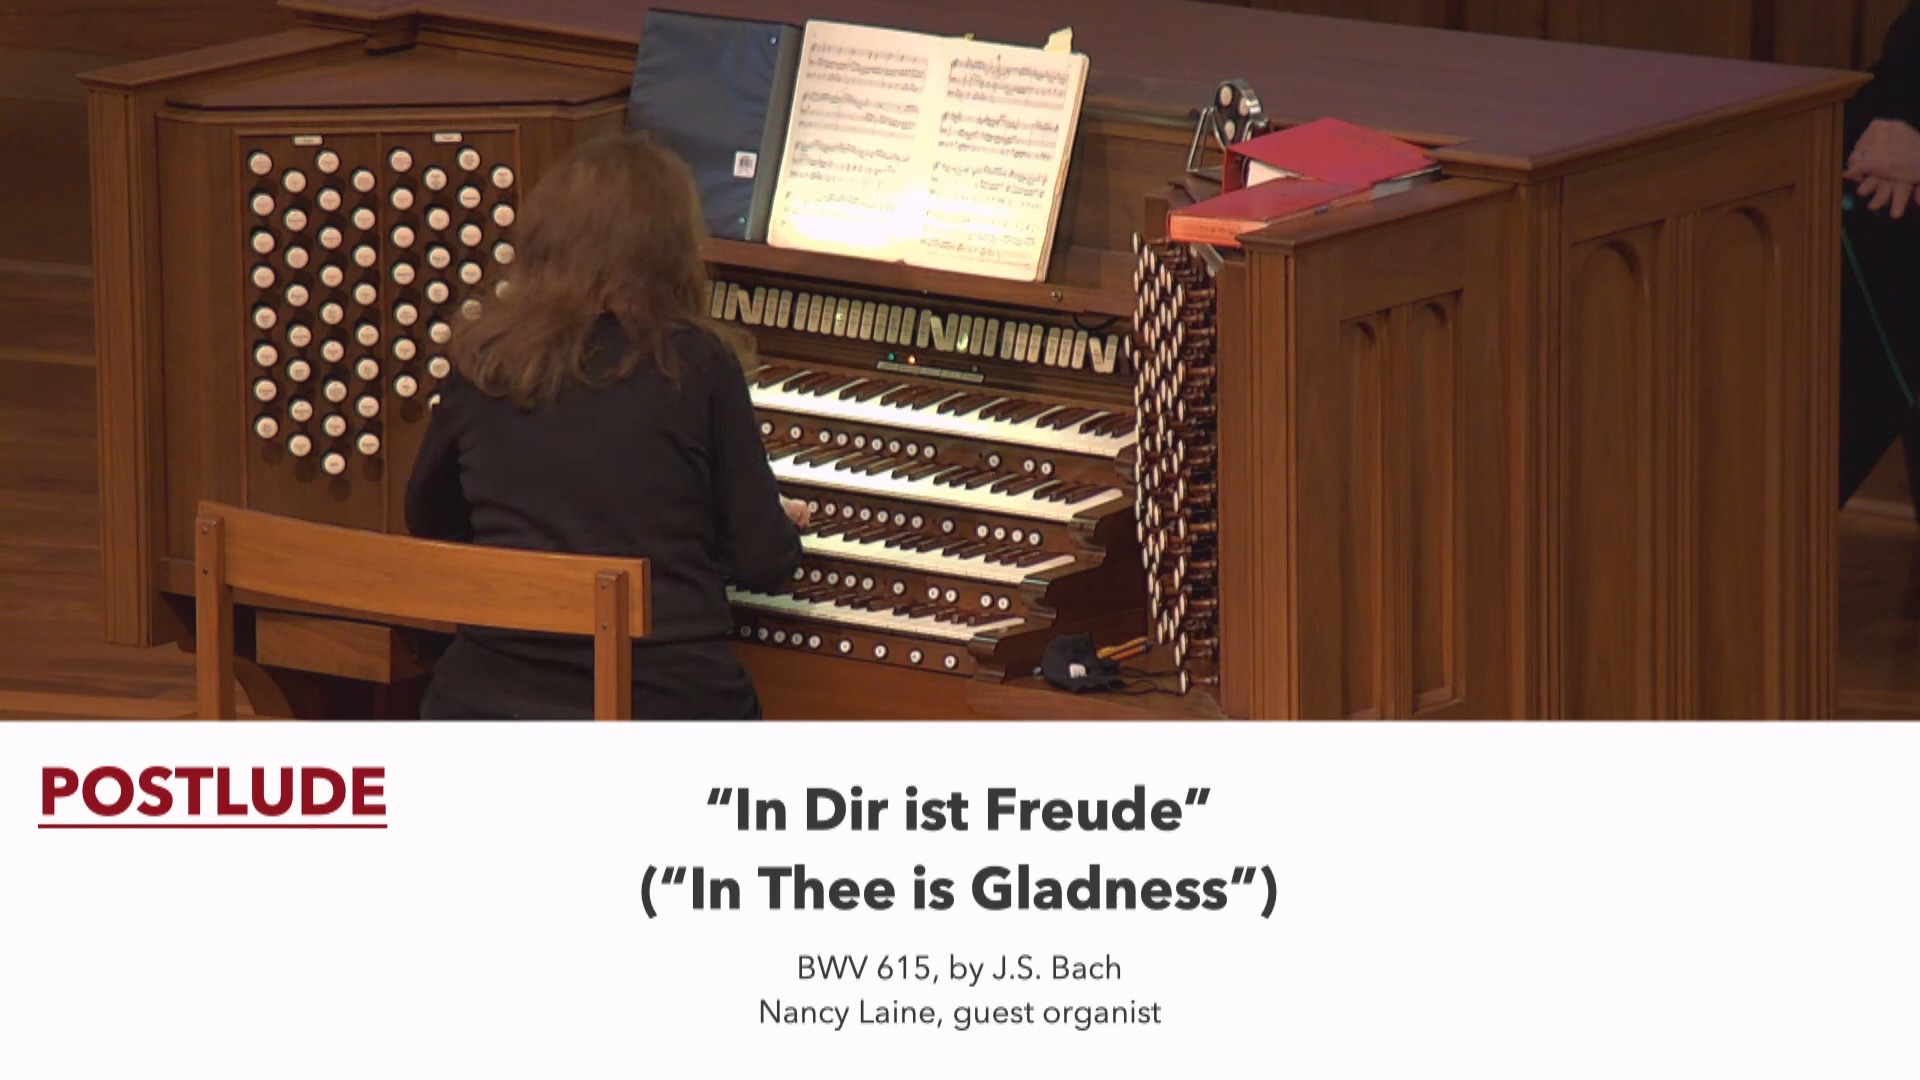 POSTLUDE
“In Dir ist Freude”
(“In Thee is Gladness”)
BWV 615, by J.S. Bach
Nancy Laine, guest organist